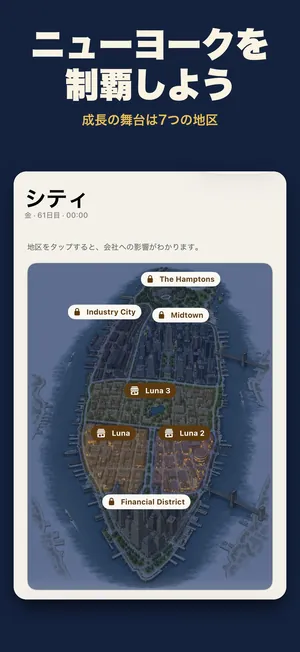 ニューヨークを
制覇しよう
成長の舞台は7つの地区
シティ
金 · 61日目 · 00:00
地区をタップすると、会社への影響がわかります。
The Hamptons
Industry City
Midtown
Luna 3
Luna
Luna 2
Financial District